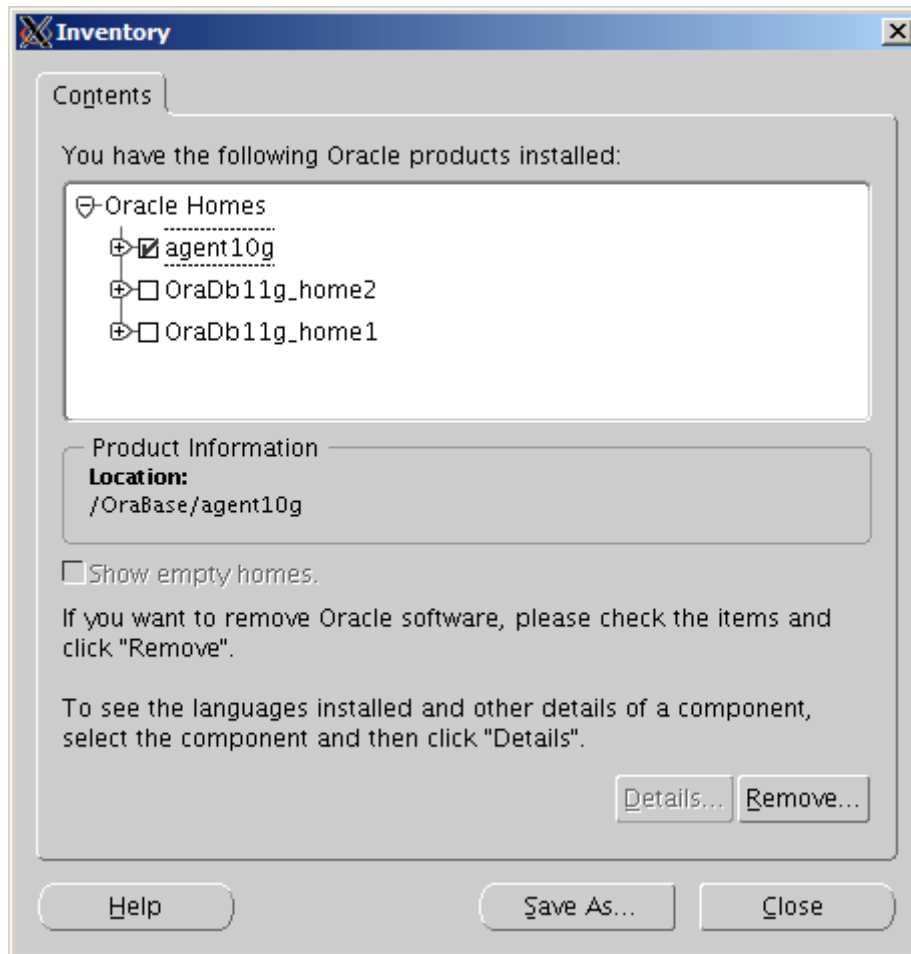 Inventory
Contents
You have the following Oracle products installed:
Oracle Homes
agent10g
OraDb11g_home2
OraDb11g_home1
Product Information
Location:
/OraBase/agent10g
Show empty homes.
If you want to remove Oracle software, please check the items and
click "Remove".
To see the languages installed and other details of a component,
select the component and then click "Details".
Details... Remove...
Help Save As... Close